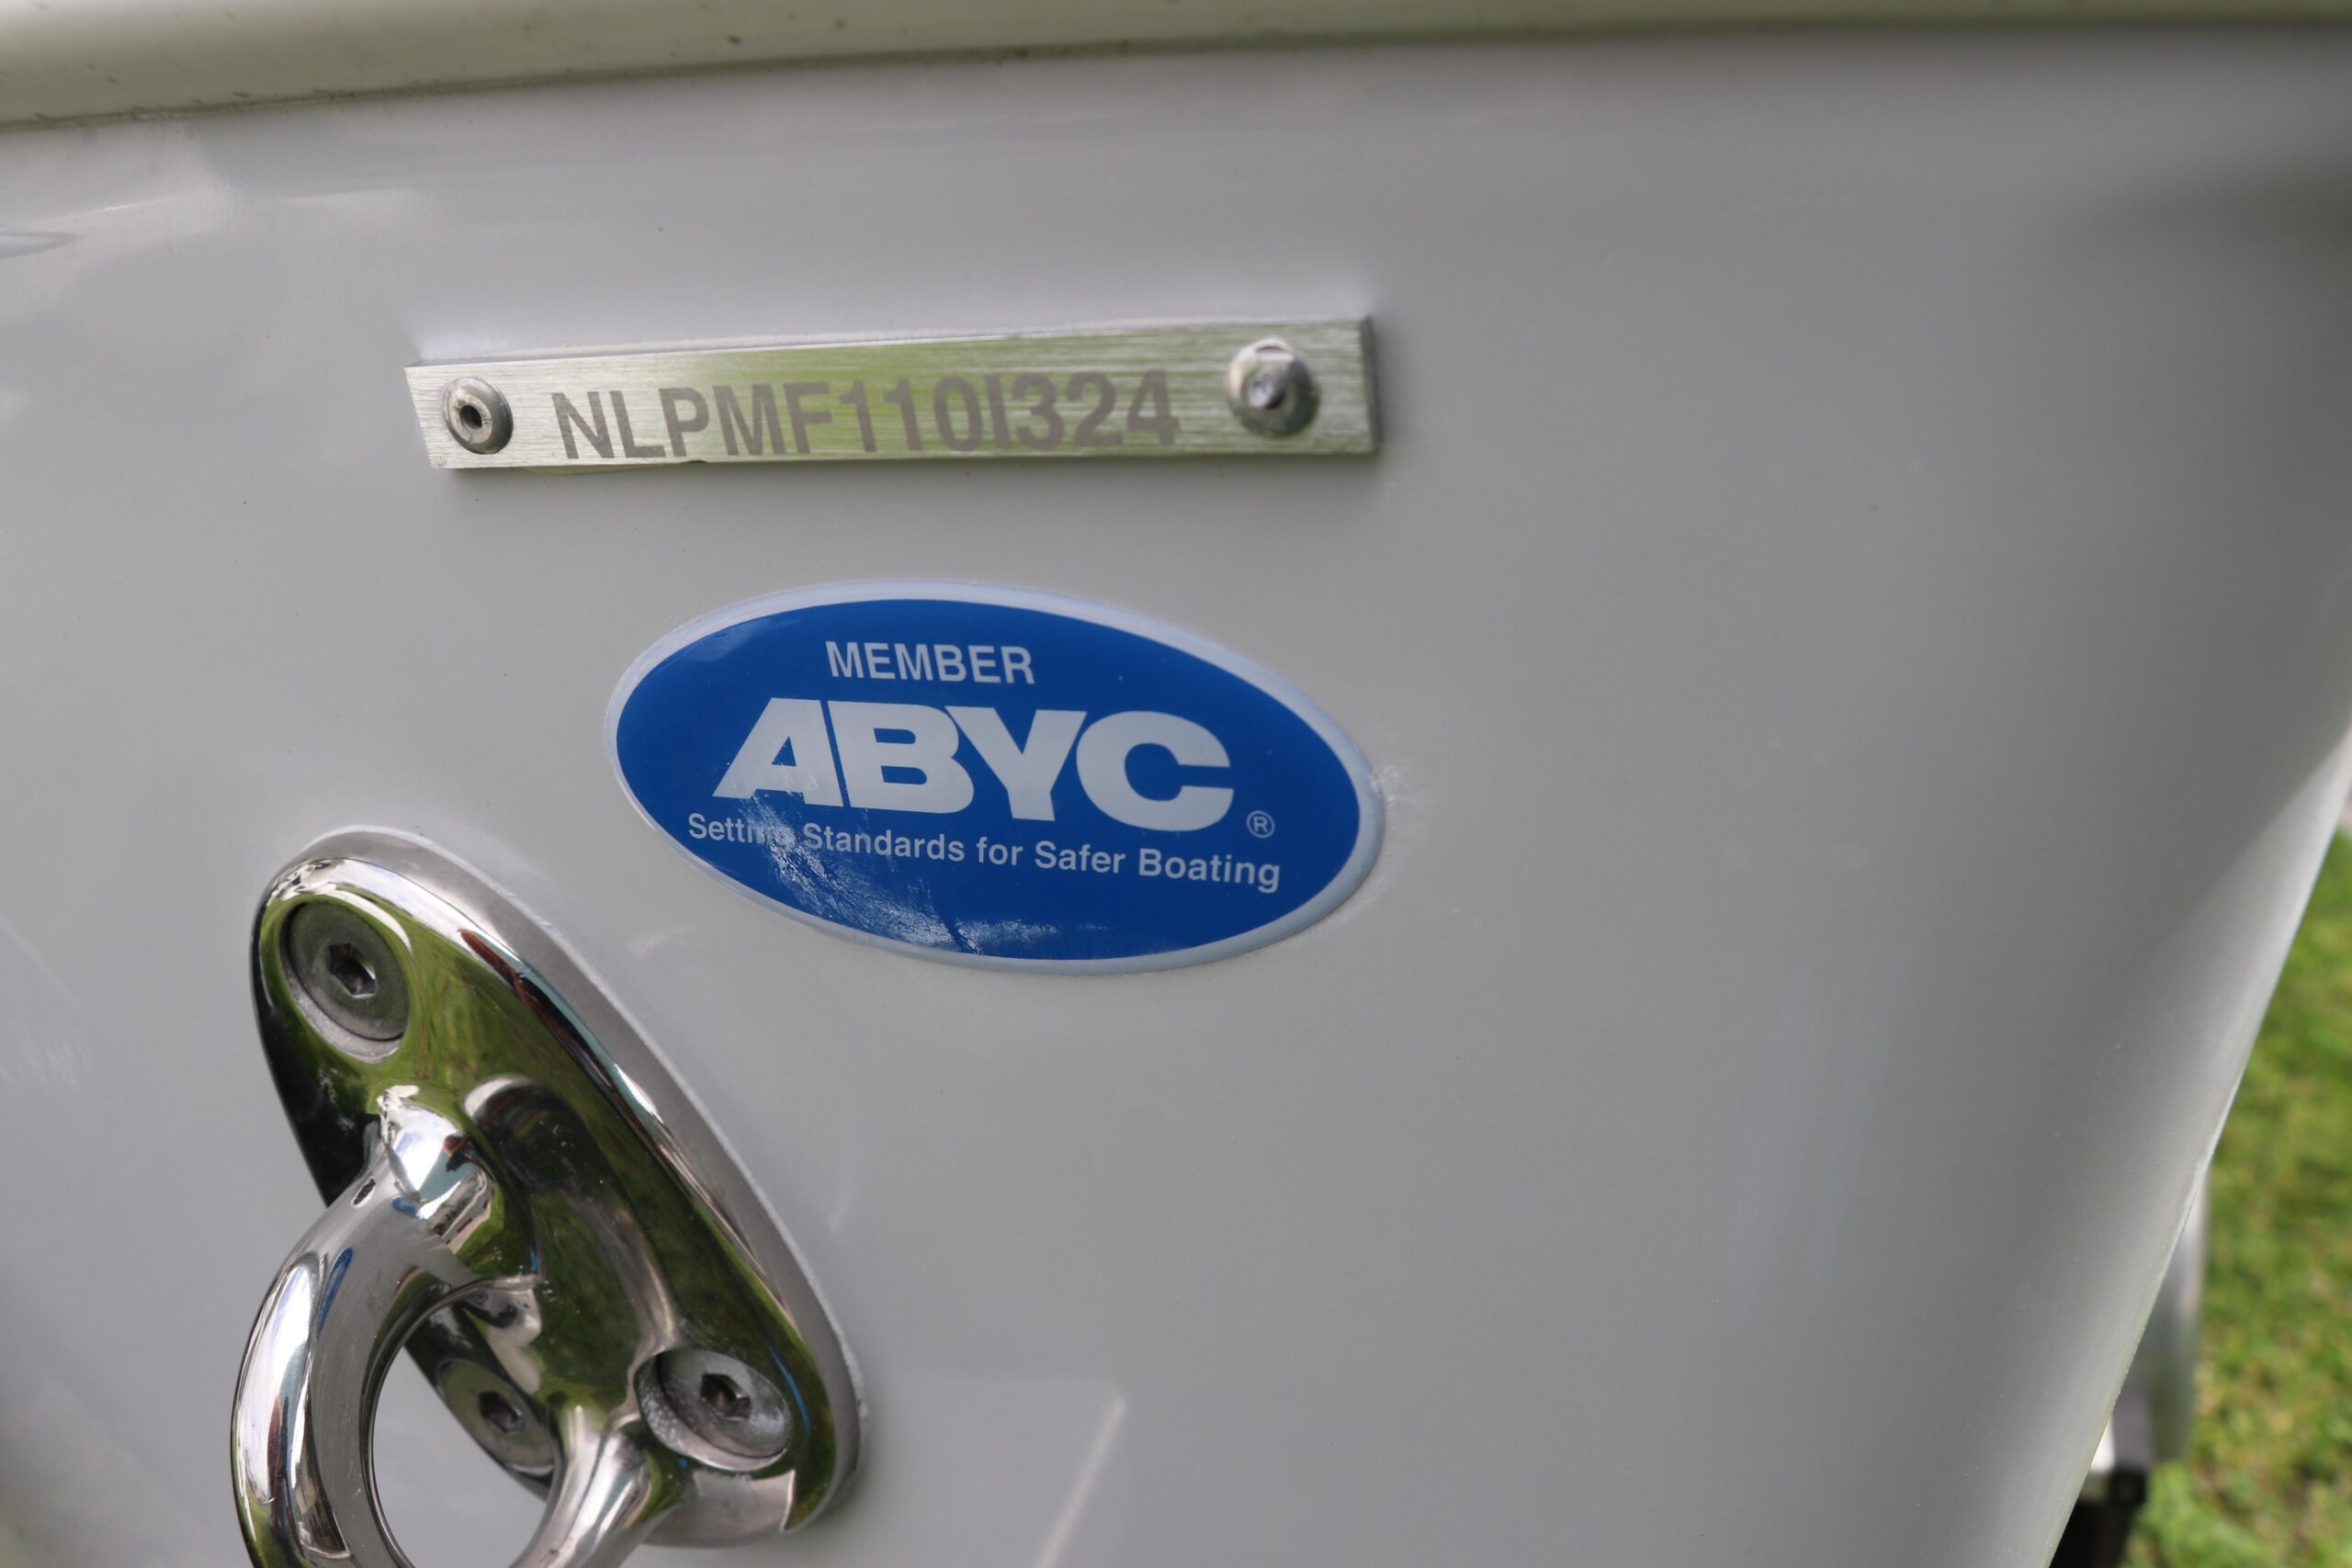 NLPMF110I324
MEMBER
ABYC®
Setting Standards for Safer Boating